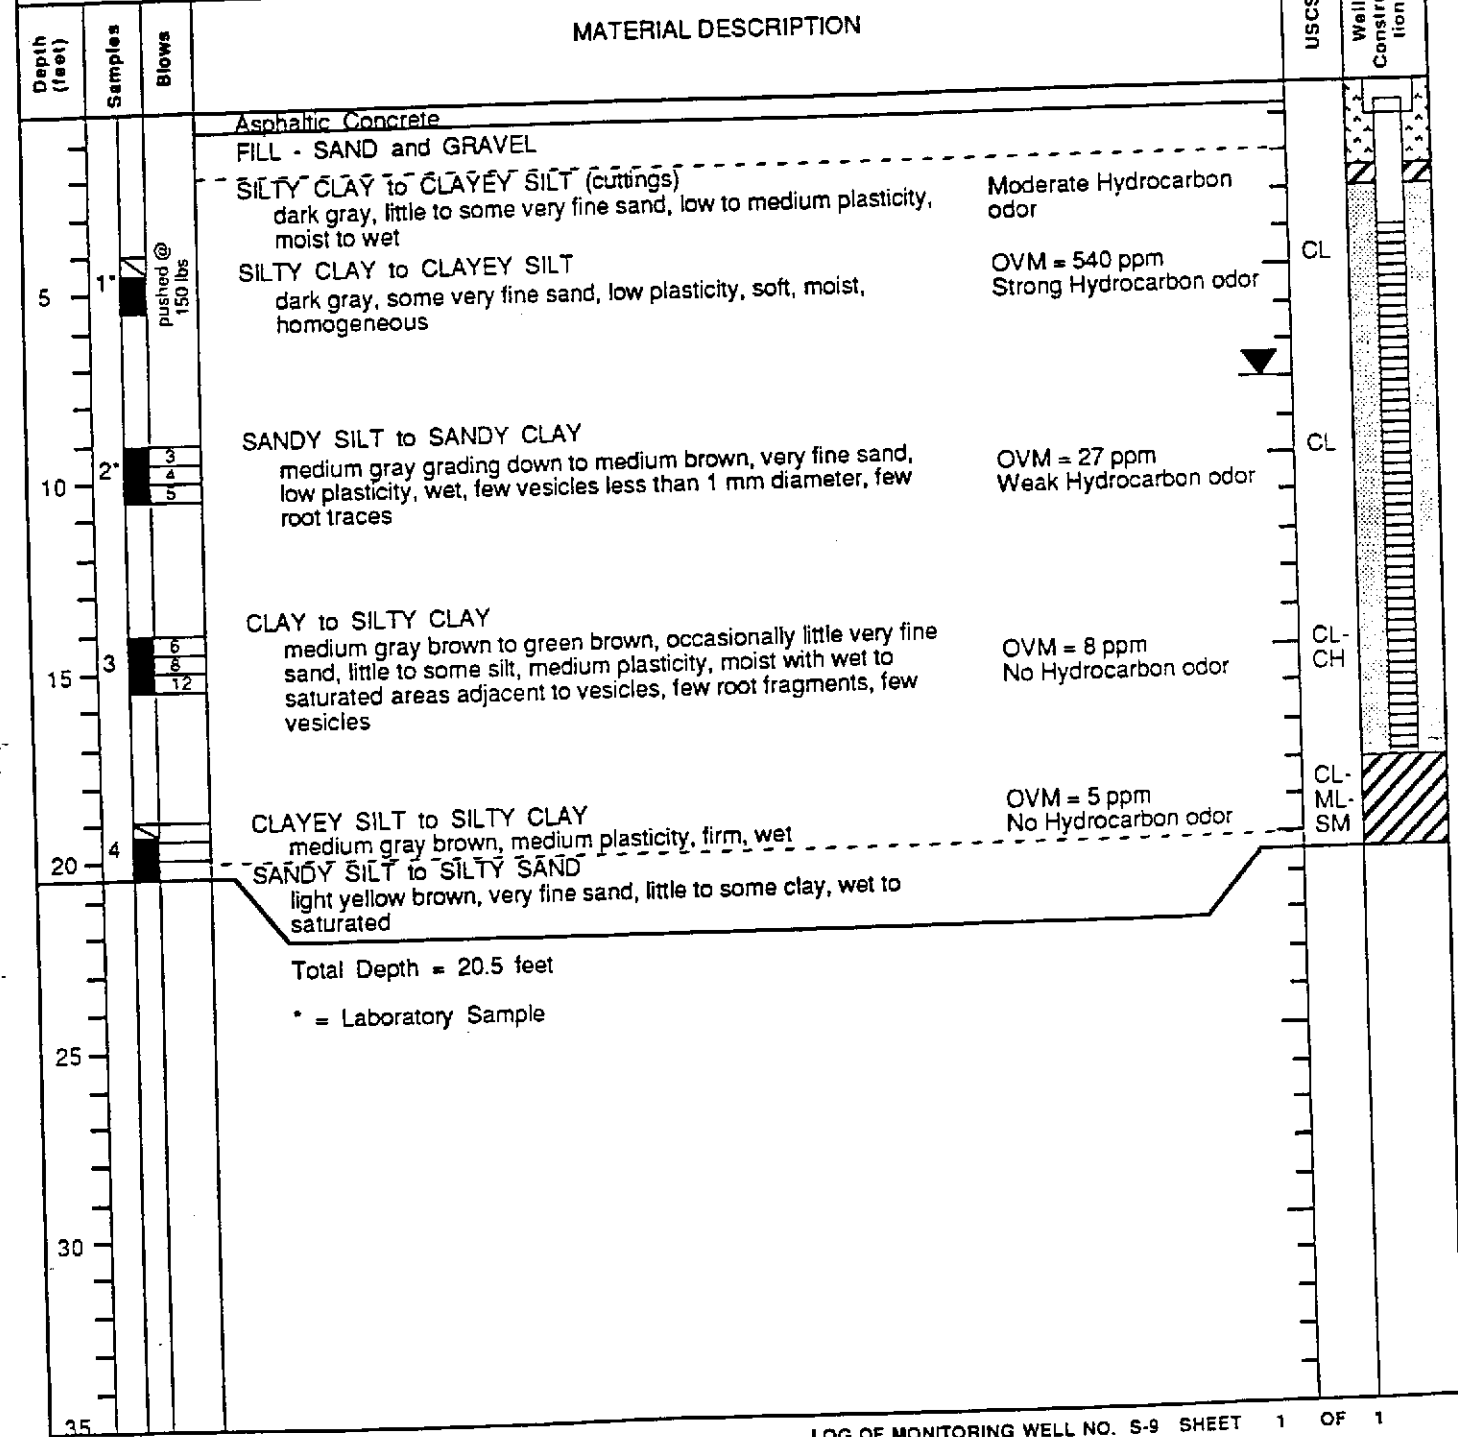 Depth
(feet)
Samples
Blows
MATERIAL DESCRIPTION
USCS
Well
Constru
tion
Asphaltic Concrete
FILL - SAND and GRAVEL
SILTY CLAY to CLAYEY SILT (cuttings)
dark gray, little to some very fine sand, low to medium plasticity,
moist to wet
Moderate Hydrocarbon
odor
pushed @
150 lbs
5
1*
SILTY CLAY to CLAYEY SILT
dark gray, some very fine sand, low plasticity, soft, moist,
homogeneous
OVM = 540 ppm
Strong Hydrocarbon odor
CL
10
2*
3
4
5
SANDY SILT to SANDY CLAY
medium gray grading down to medium brown, very fine sand,
low plasticity, wet, few vesicles less than 1 mm diameter, few
root traces
OVM = 27 ppm
Weak Hydrocarbon odor
CL
15
3
6
8
12
CLAY to SILTY CLAY
medium gray brown to green brown, occasionally little very fine
sand, little to some silt, medium plasticity, moist with wet to
saturated areas adjacent to vesicles, few root fragments, few
vesicles
OVM = 8 ppm
No Hydrocarbon odor
CL-
CH
20
4
CLAYEY SILT to SILTY CLAY
medium gray brown, medium plasticity, firm, wet
OVM = 5 ppm
No Hydrocarbon odor
CL-
ML-
SM
SANDY SILT to SILTY SAND
light yellow brown, very fine sand, little to some clay, wet to
saturated
Total Depth = 20.5 feet
* = Laboratory Sample
25
30
35
LOG OF MONITORING WELL NO. S-9 SHEET 1 OF 1